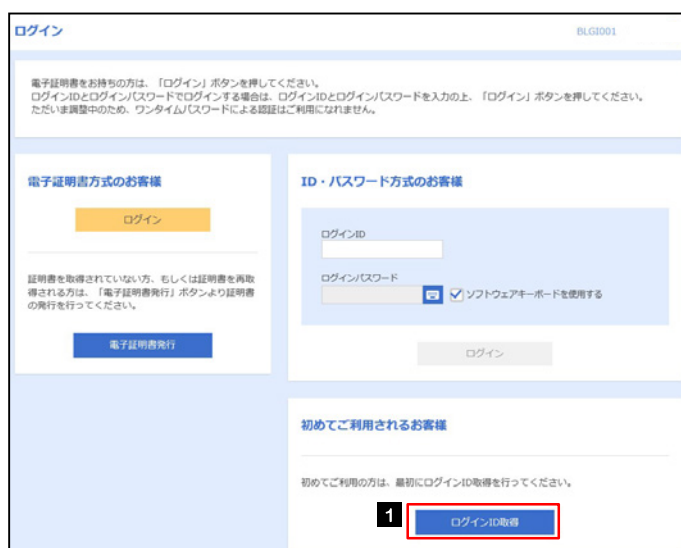 ログイン
BLGI001
電子証明書をお持ちの方は、「ログイン」ボタンを押してください。
ログインIDとログインパスワードでログインする場合は、ログインIDとログインパスワードを入力の上、「ログイン」ボタンを押してください。
ただいま調整中のため、ワンタイムパスワードによる認証はご利用になれません。
電子証明書方式のお客様
ログイン
証明書を取得されていない方、もしくは証明書を再取
得される方は、「電子証明書発行」ボタンより証明書
の発行を行ってください。
電子証明書発行
ID・パスワード方式のお客様
ログインID
ログインパスワード
ソフトウェアキーボードを使用する
ログイン
初めてご利用されるお客様
初めてご利用の方は、最初にログインID取得を行ってください。
1
ログインID取得